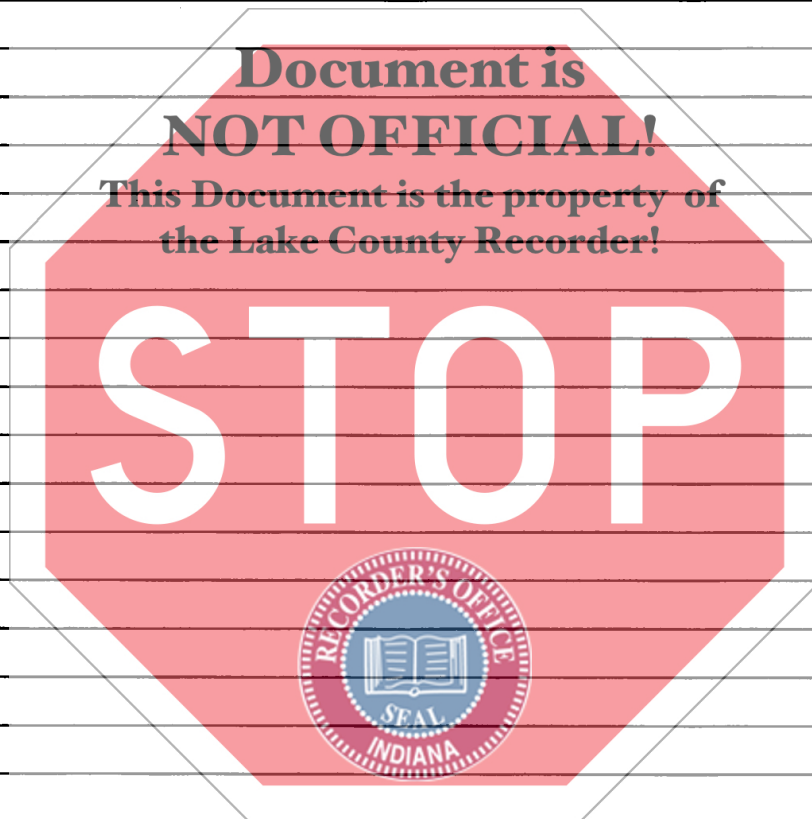 Document is
NOT OFFICIAL!
This Document is the property of
the Lake County Recorder!
STOP
RECORDER'S OFFICE
SEAL
INDIANA